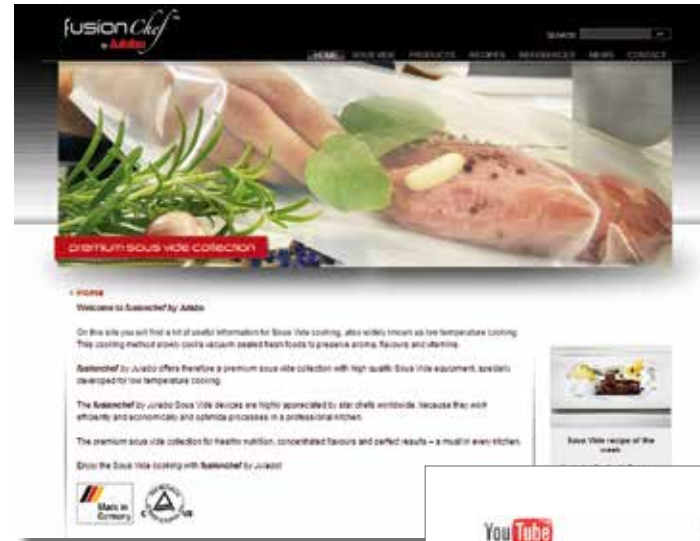 fusionChef™
by Julabo
SEARCH
HOME SOUS VIDE PRODUCTS RECIPES REFERENCES NEWS CONTACT
premium sous vide collection
< Home
Welcome to fusionchef by Julabo
On this site you will find a lot of useful information for Sous Vide cooking, also widely known as low temperature cooking.
This cooking method slowly cooks vacuum sealed fresh foods to preserve aroma, flavours and vitamins.
fusionchef by Julabo offers therefore a premium sous vide collection with high quality Sous Vide equipment, specially
developed for low temperature cooking.
The fusionchef by Julabo Sous Vide devices are highly appreciated by star chefs worldwide, because they work
efficiently and economically and optimize processes in a professional kitchen.
The premium sous vide collection for healthy nutrition, concentrated flavours and perfect results – a must in every kitchen.
Enjoy the Sous Vide cooking with fusionchef by Julabo!
Sous Vide recipe of the
week
Made in
Germany
C US
YouTube